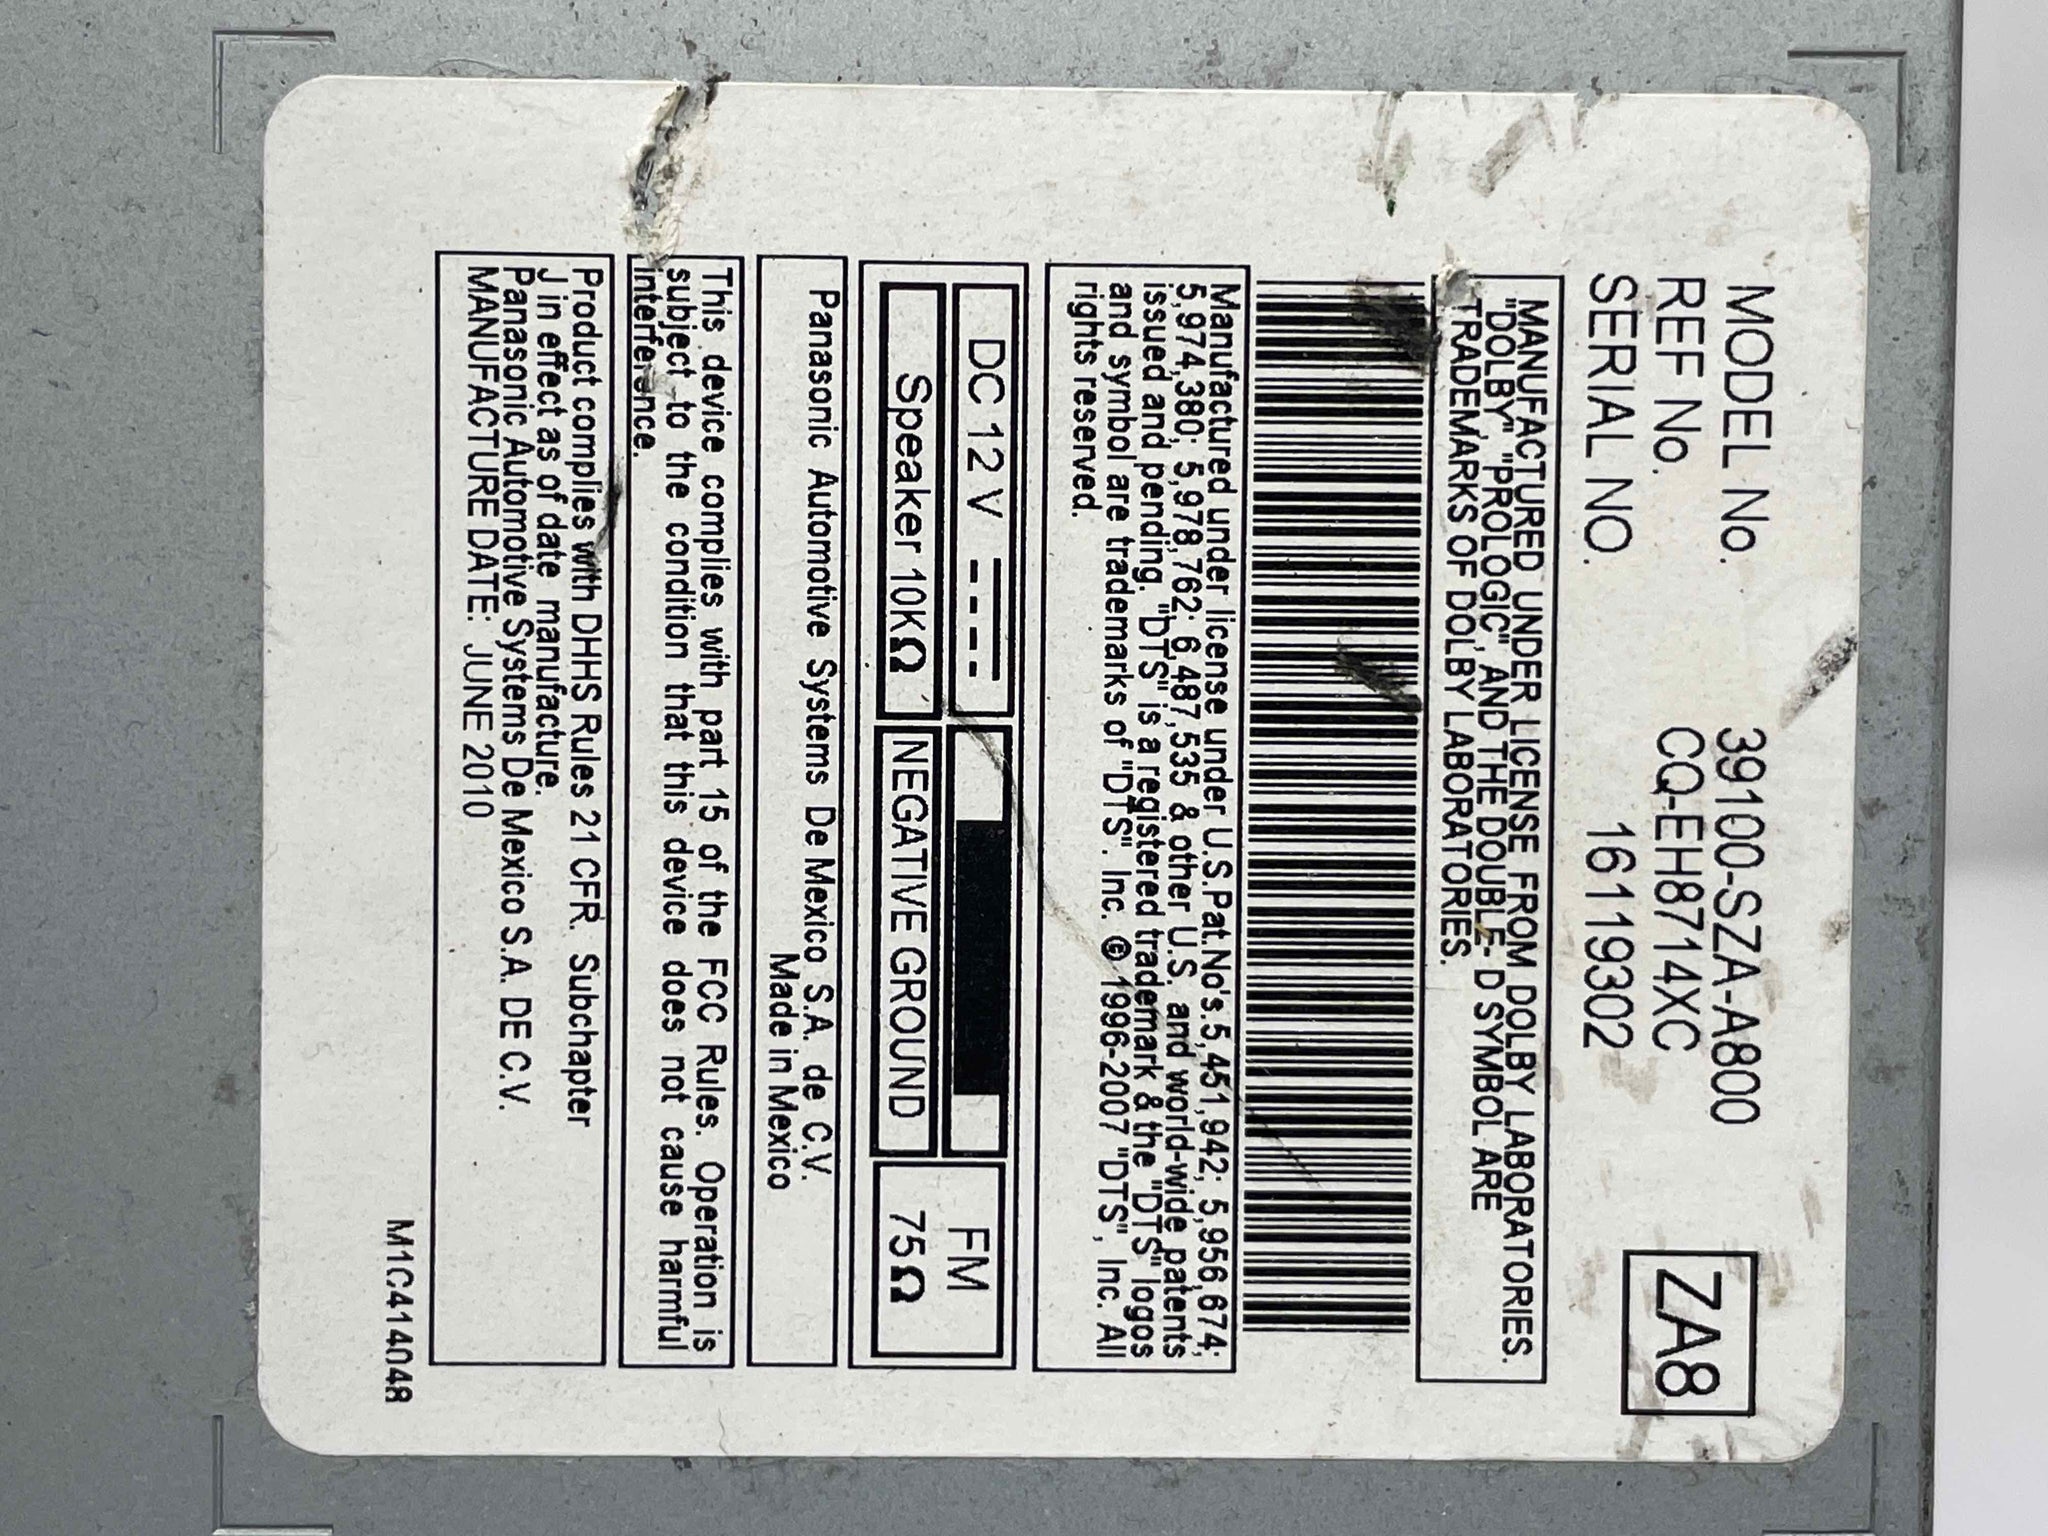 MODEL No. 39100-SZA-A800
REF No. CQ-EH8714XC
ZA8
SERIAL NO. 16119302
MANUFACTURED UNDER LICENSE FROM DOLBY LABORATORIES.
"DOLBY", "PROLOGIC", AND THE DOUBLE- D SYMBOL ARE
TRADEMARKS OF DOLBY LABORATORIES.
Manufactured under license under U.S.Pat.No's.5,451,942; 5,956,674;
5,974,380; 5,978,762; 6,487,535 & other U.S. and world-wide patents
issued and pending. "DTS" is a registered trademark & the "DTS" logos
and symbol are trademarks of "DTS". Inc. © 1996-2007 "DTS", Inc. All
rights reserved.
DC 12 V
FM
Speaker 10KΩ
NEGATIVE GROUND
75Ω
Panasonic Automotive Systems De Mexico S.A. de C.V.
Made in Mexico
This device complies with part 15 of the FCC Rules. Operation is
subject to the condition that this device does not cause harmful
interference.
Product complies with DHHS Rules 21 CFR. Subchapter
J in effect as of date manufacture.
Panasonic Automotive Systems De Mexico S.A. DE C.V.
MANUFACTURE DATE: JUNE 2010
M1C414048